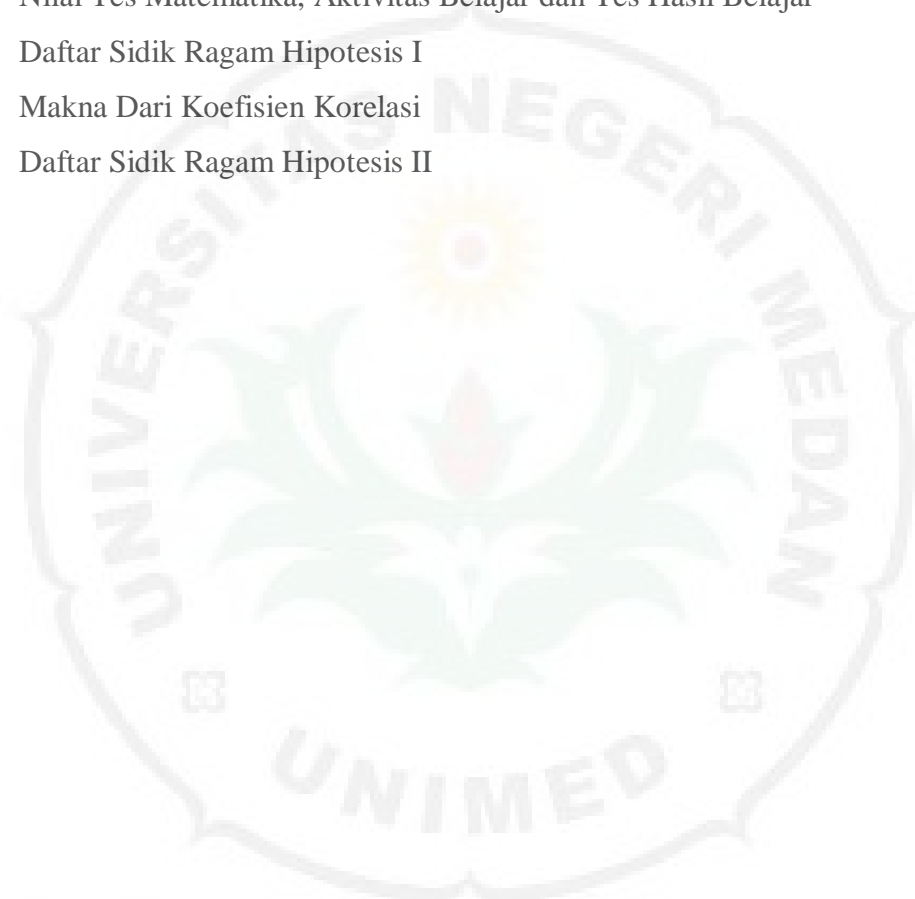 Nilai Tes Matematika, Aktivitas Belajar dan Tes Hasil Belajar
Daftar Sidik Ragam Hipotesis I
Makna Dari Koefisien Korelasi
Daftar Sidik Ragam Hipotesis II
UNIVERSITAS NEGERI MEDAN
UNIMED